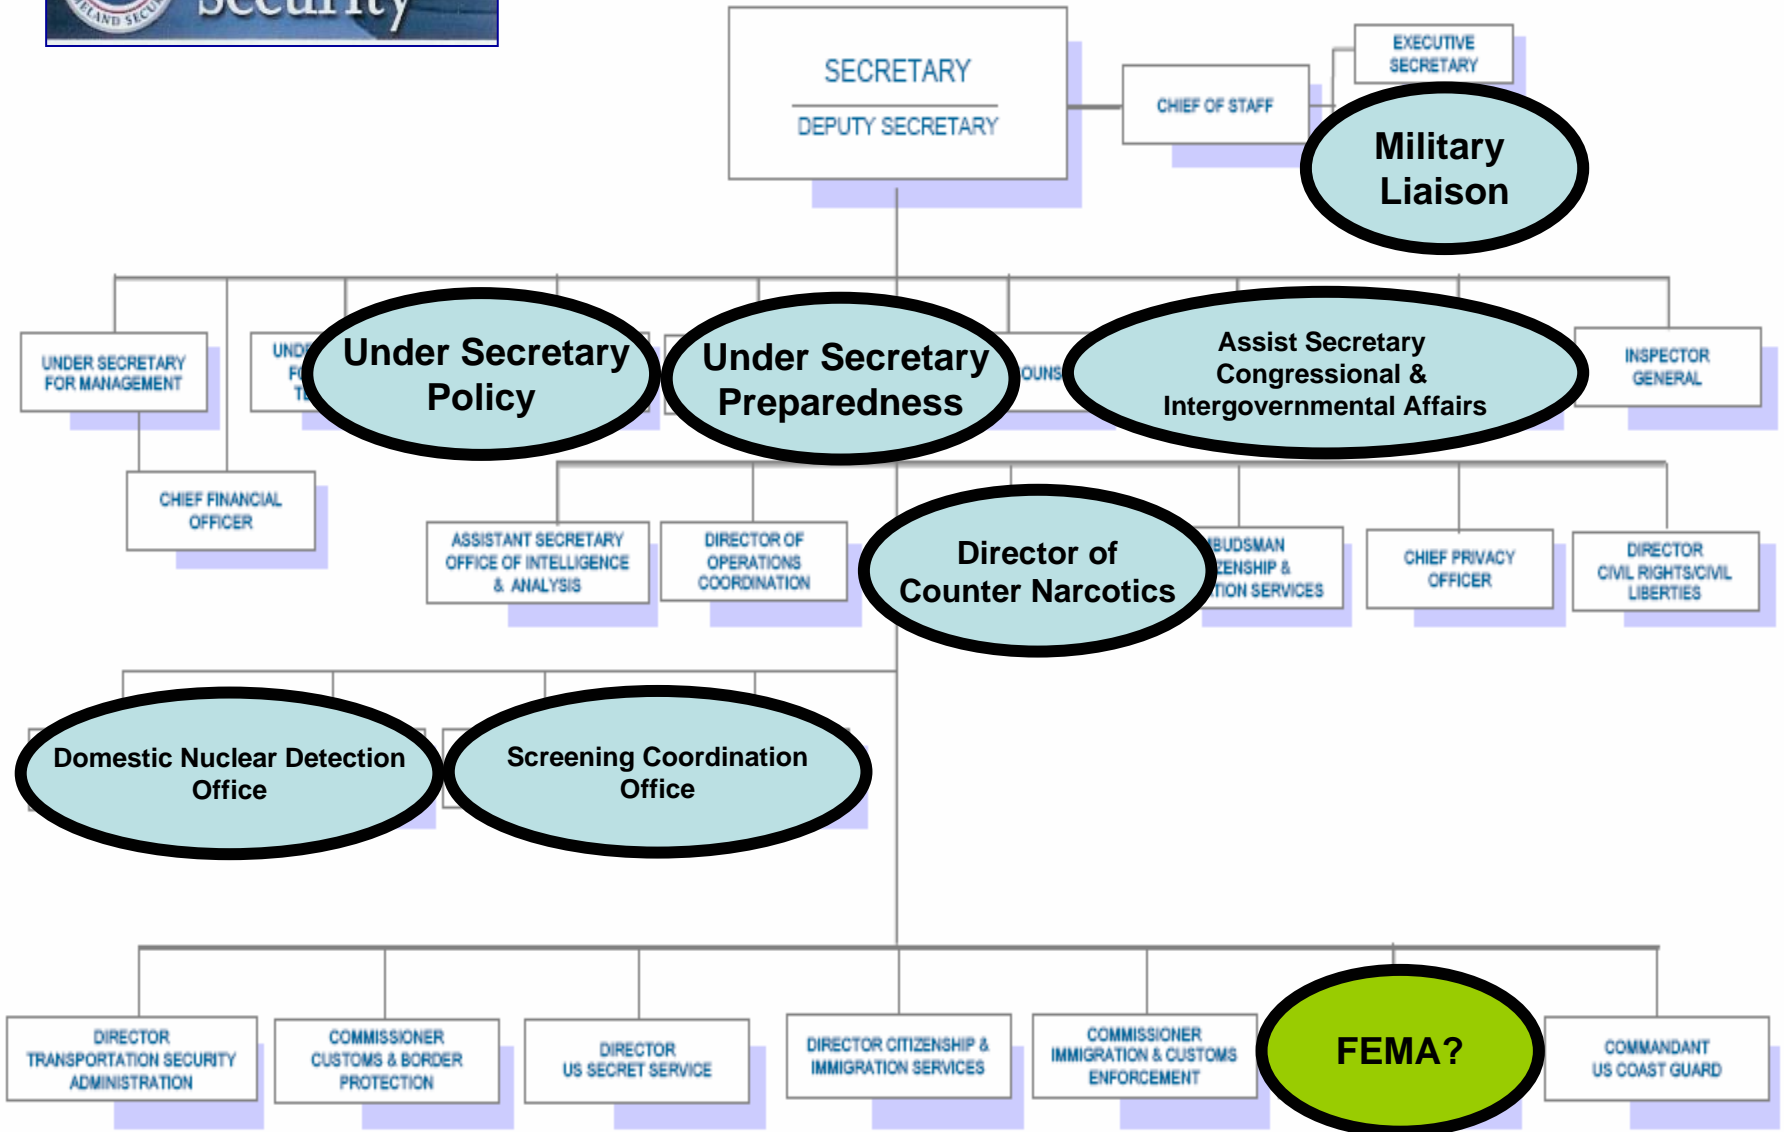 Security
SECRETARY
DEPUTY SECRETARY
CHIEF OF STAFF
EXECUTIVE
SECRETARY
Military
Liaison
UNDER SECRETARY
FOR MANAGEMENT
Under Secretary
Policy
Under Secretary
Preparedness
Assist Secretary
Congressional &
Intergovernmental Affairs
INSPECTOR
GENERAL
CHIEF FINANCIAL
OFFICER
ASSISTANT SECRETARY
OFFICE OF INTELLIGENCE
& ANALYSIS
DIRECTOR OF
OPERATIONS
COORDINATION
Director of
Counter Narcotics
SERVICES
CHIEF PRIVACY
OFFICER
DIRECTOR
CIVIL RIGHTS/CIVIL
LIBERTIES
Domestic Nuclear Detection
Office
Screening Coordination
Office
DIRECTOR
TRANSPORTATION SECURITY
ADMINISTRATION
COMMISSIONER
CUSTOMS & BORDER
PROTECTION
DIRECTOR
US SECRET SERVICE
DIRECTOR CITIZENSHIP &
IMMIGRATION SERVICES
COMMISSIONER
IMMIGRATION & CUSTOMS
ENFORCEMENT
FEMA?
COMMANDANT
US COAST GUARD